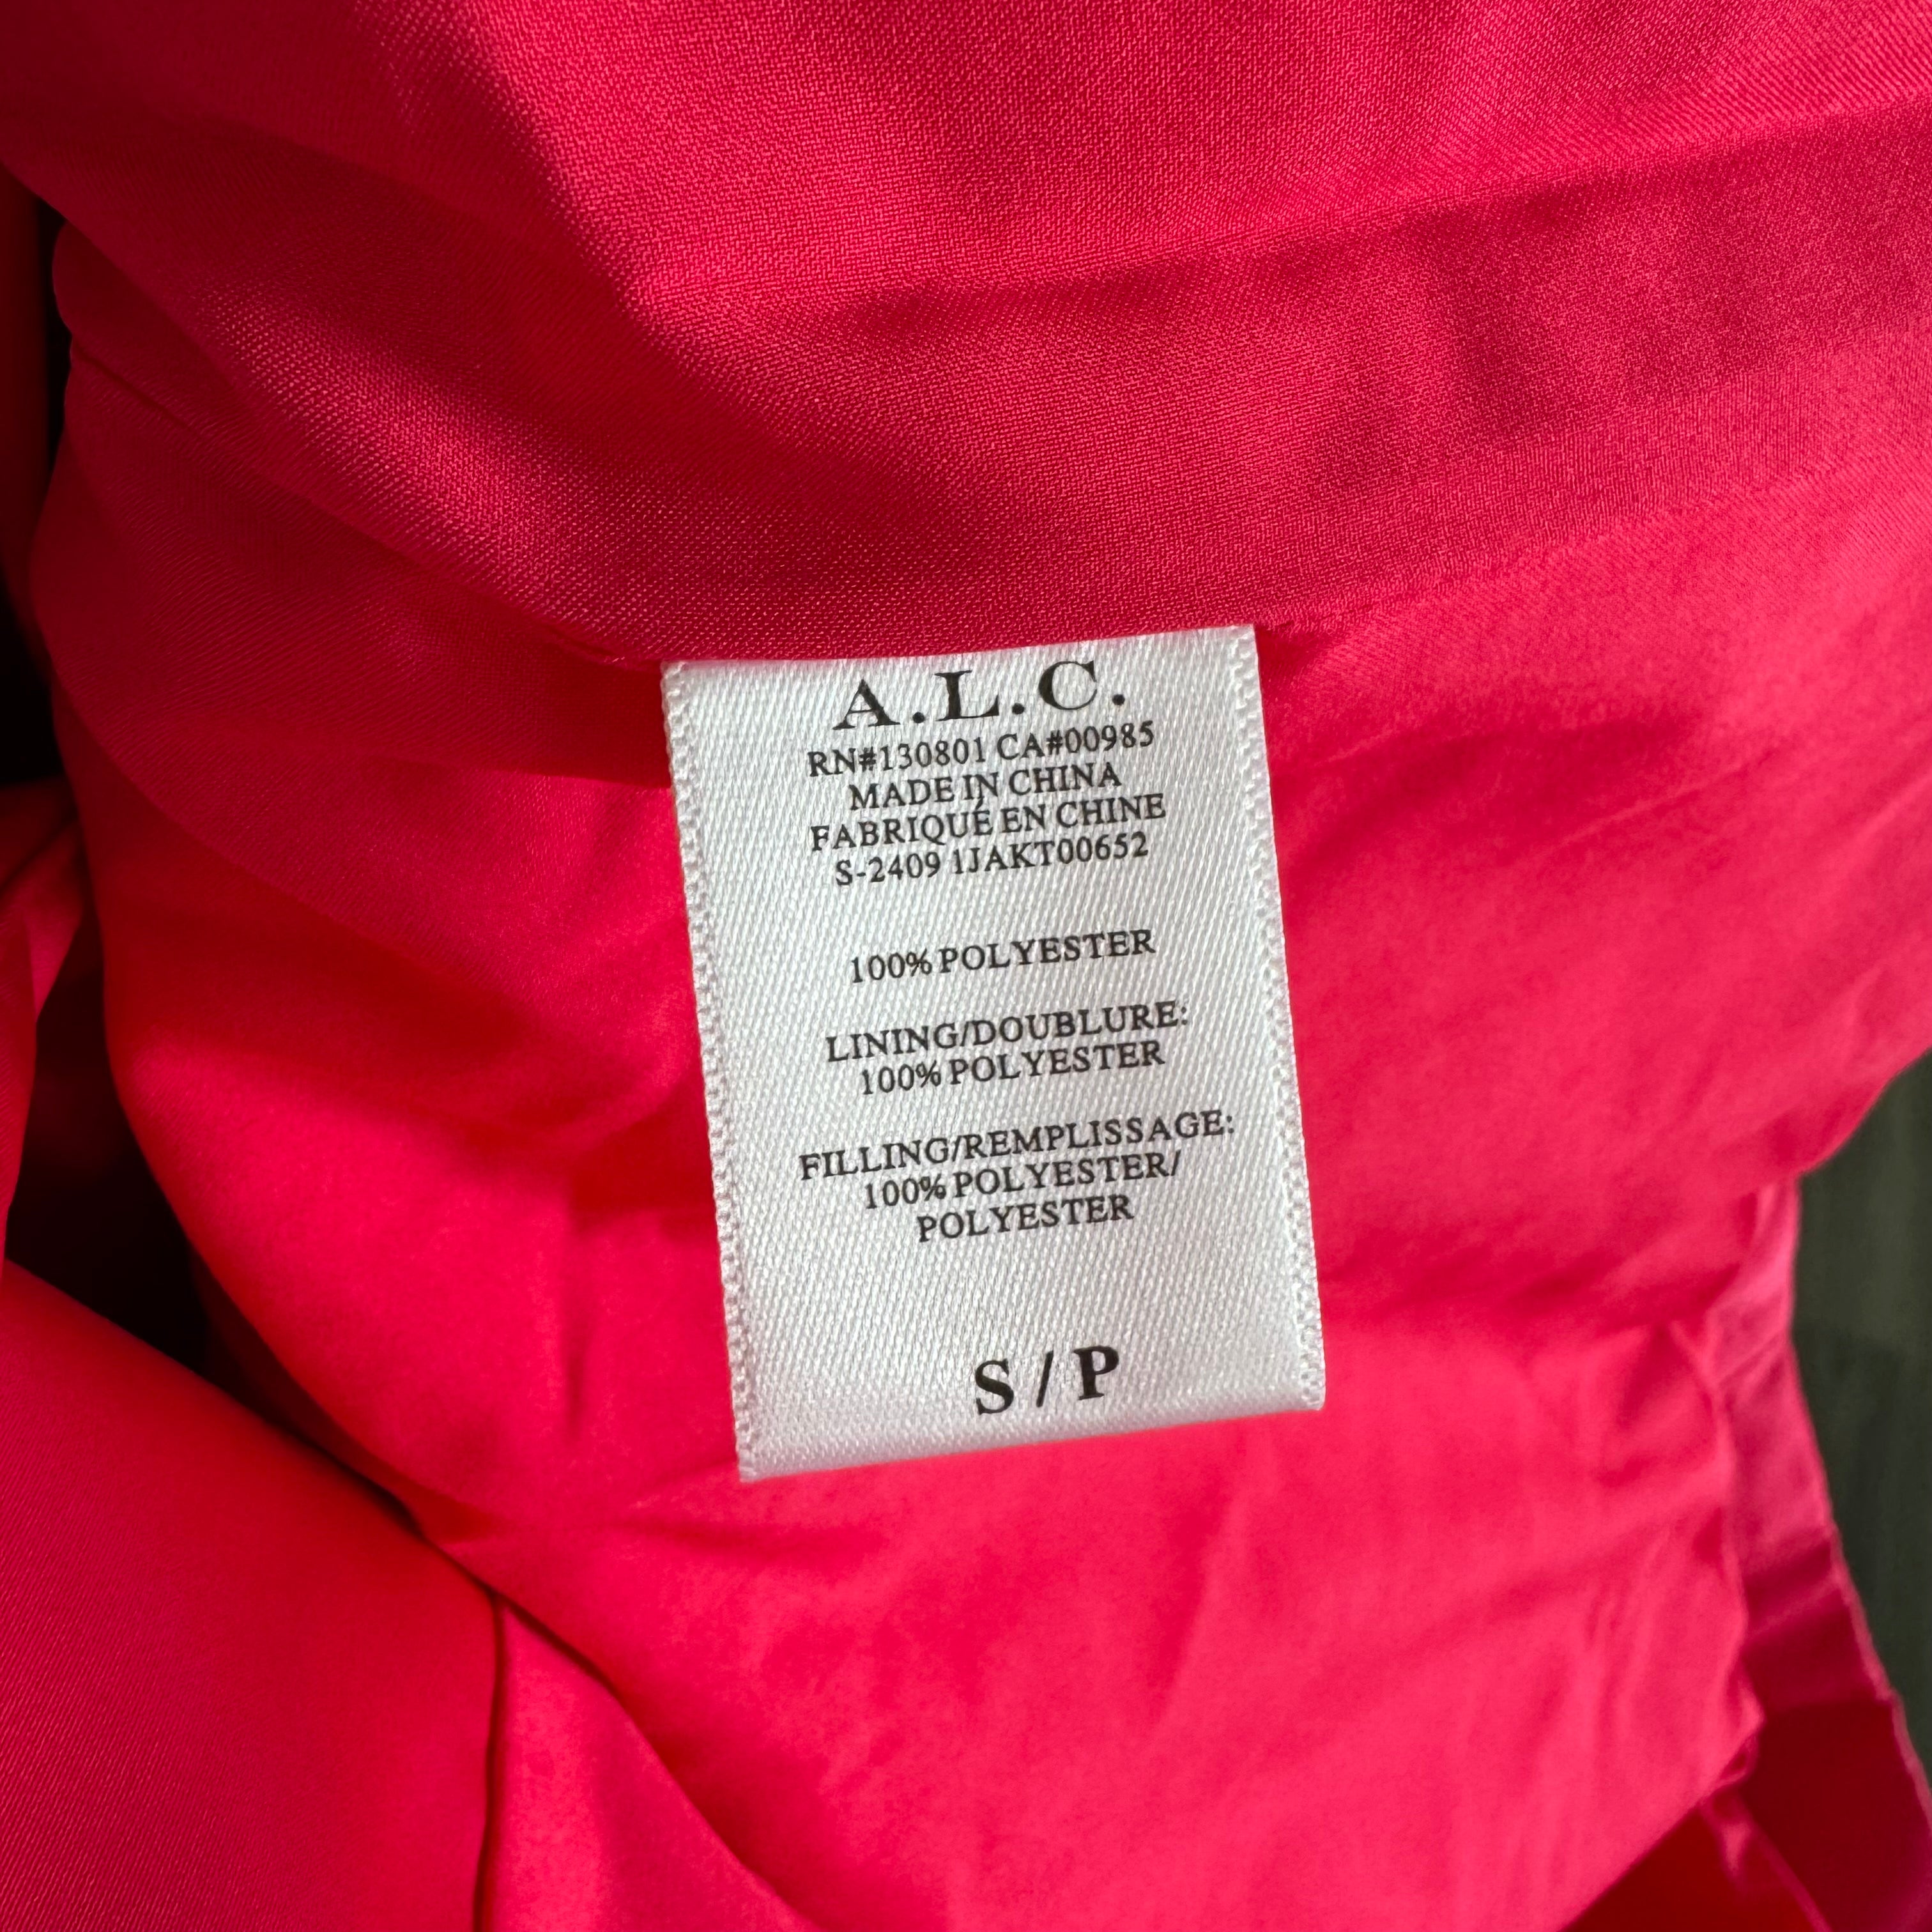 A.L.C.
RN#130801 CA#00985
MADE IN CHINA
FABRIQUÉ EN CHINE
S-2409 1JAKT00652
100% POLYESTER
LINING/DOUBLURE:
100% POLYESTER
FILLING/REMPLISSAGE:
100% POLYESTER/
POLYESTER
S / P